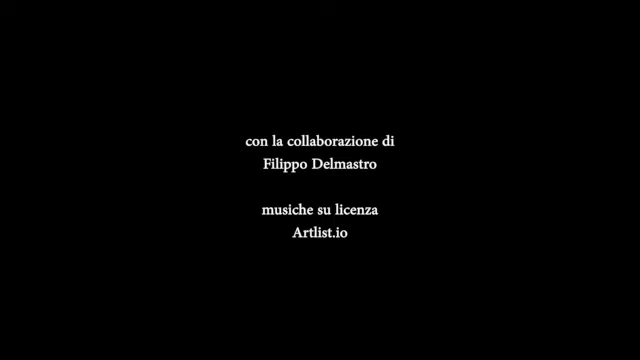 con la collaborazione di
Filippo Delmastro
musiche su licenza
Artlist.io